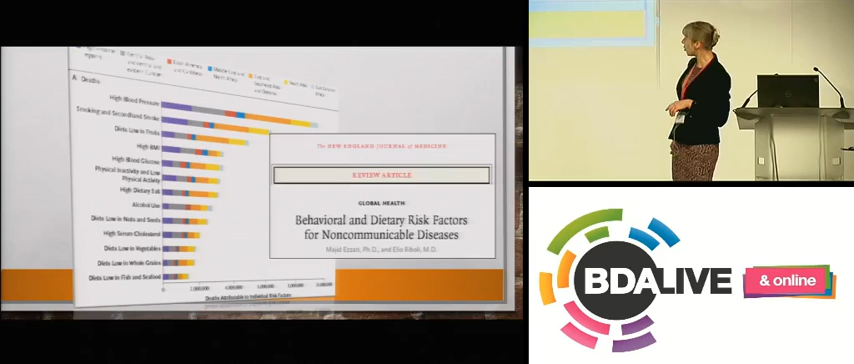 A Deaths
High Blood Pressure
Smoking and Secondhand Smoke
Diets Low in Fruits
High BMI
High Blood Glucose
Physical Inactivity and Low
Physical Activity
High Dietary Salt
Alcohol Use
Diets Low in Nuts and Seeds
High Serum Cholesterol
Diets Low in Vegetables
Diets Low in Whole Grains
Diets Low in Fish and Seafood
0
Deaths Attributable to Individual Risk Factors
The NEW ENGLAND JOURNAL of MEDICINE
REVIEW ARTICLE
GLOBAL HEALTH
Behavioral and Dietary Risk Factors
for Noncommunicable Diseases
Majid Ezzati, Ph.D., and Elio Riboli, M.D.
BDALIVE & online